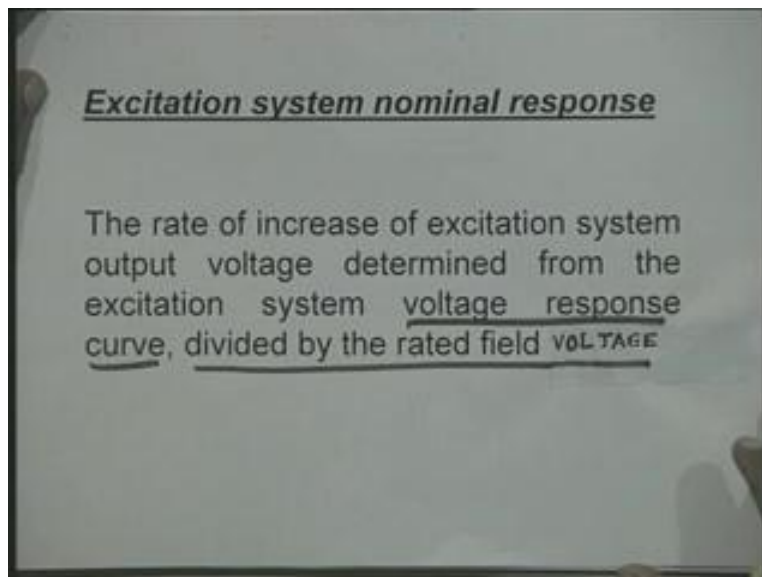 Excitation system nominal response
The rate of increase of excitation system
output voltage determined from the
excitation system voltage response
curve, divided by the rated field VOLTAGE